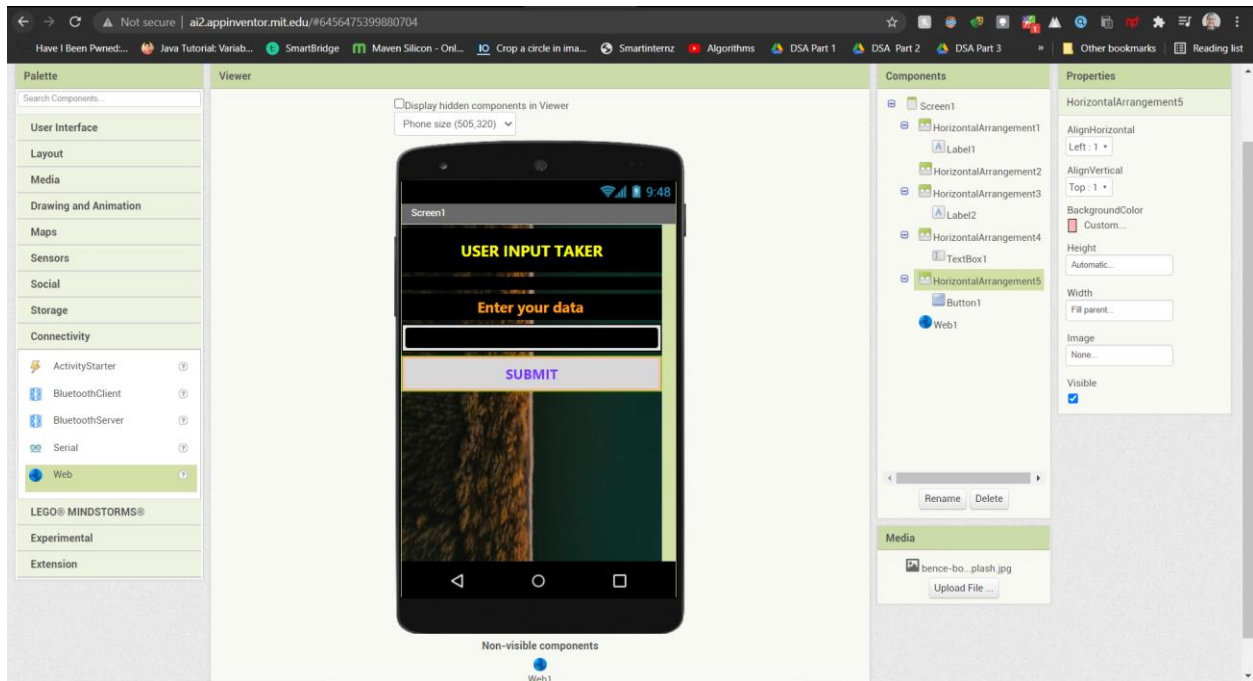 Not secure | ai2.appinventor.mit.edu/#6456475399880704
Have I Been Pwned:... Java Tutorial: Variab... SmartBridge Maven Silicon - Onl... Crop a circle in ima... Smartinternz Algorithms DSA Part 1 DSA Part 2 DSA Part 3 » Other bookmarks Reading list
Palette
Search Components...
User Interface
Layout
Media
Drawing and Animation
Maps
Sensors
Social
Storage
Connectivity
ActivityStarter ?
BluetoothClient ?
BluetoothServer ?
Serial ?
Web ?
LEGO® MINDSTORMS®
Experimental
Extension
Viewer
Display hidden components in Viewer
Phone size (505,320)
9:48
Screen1
USER INPUT TAKER
Enter your data
SUBMIT
Non-visible components
Web1
Components
Screen1
HorizontalArrangement1
A Label1
HorizontalArrangement2
HorizontalArrangement3
A Label2
HorizontalArrangement4
TextBox1
HorizontalArrangement5
Button1
Web1
Rename Delete
Media
bence-bo...plash.jpg
Upload File ...
Properties
HorizontalArrangement5
AlignHorizontal
Left : 1
AlignVertical
Top : 1
BackgroundColor
Custom...
Height
Automatic...
Width
Fill parent...
Image
None...
Visible